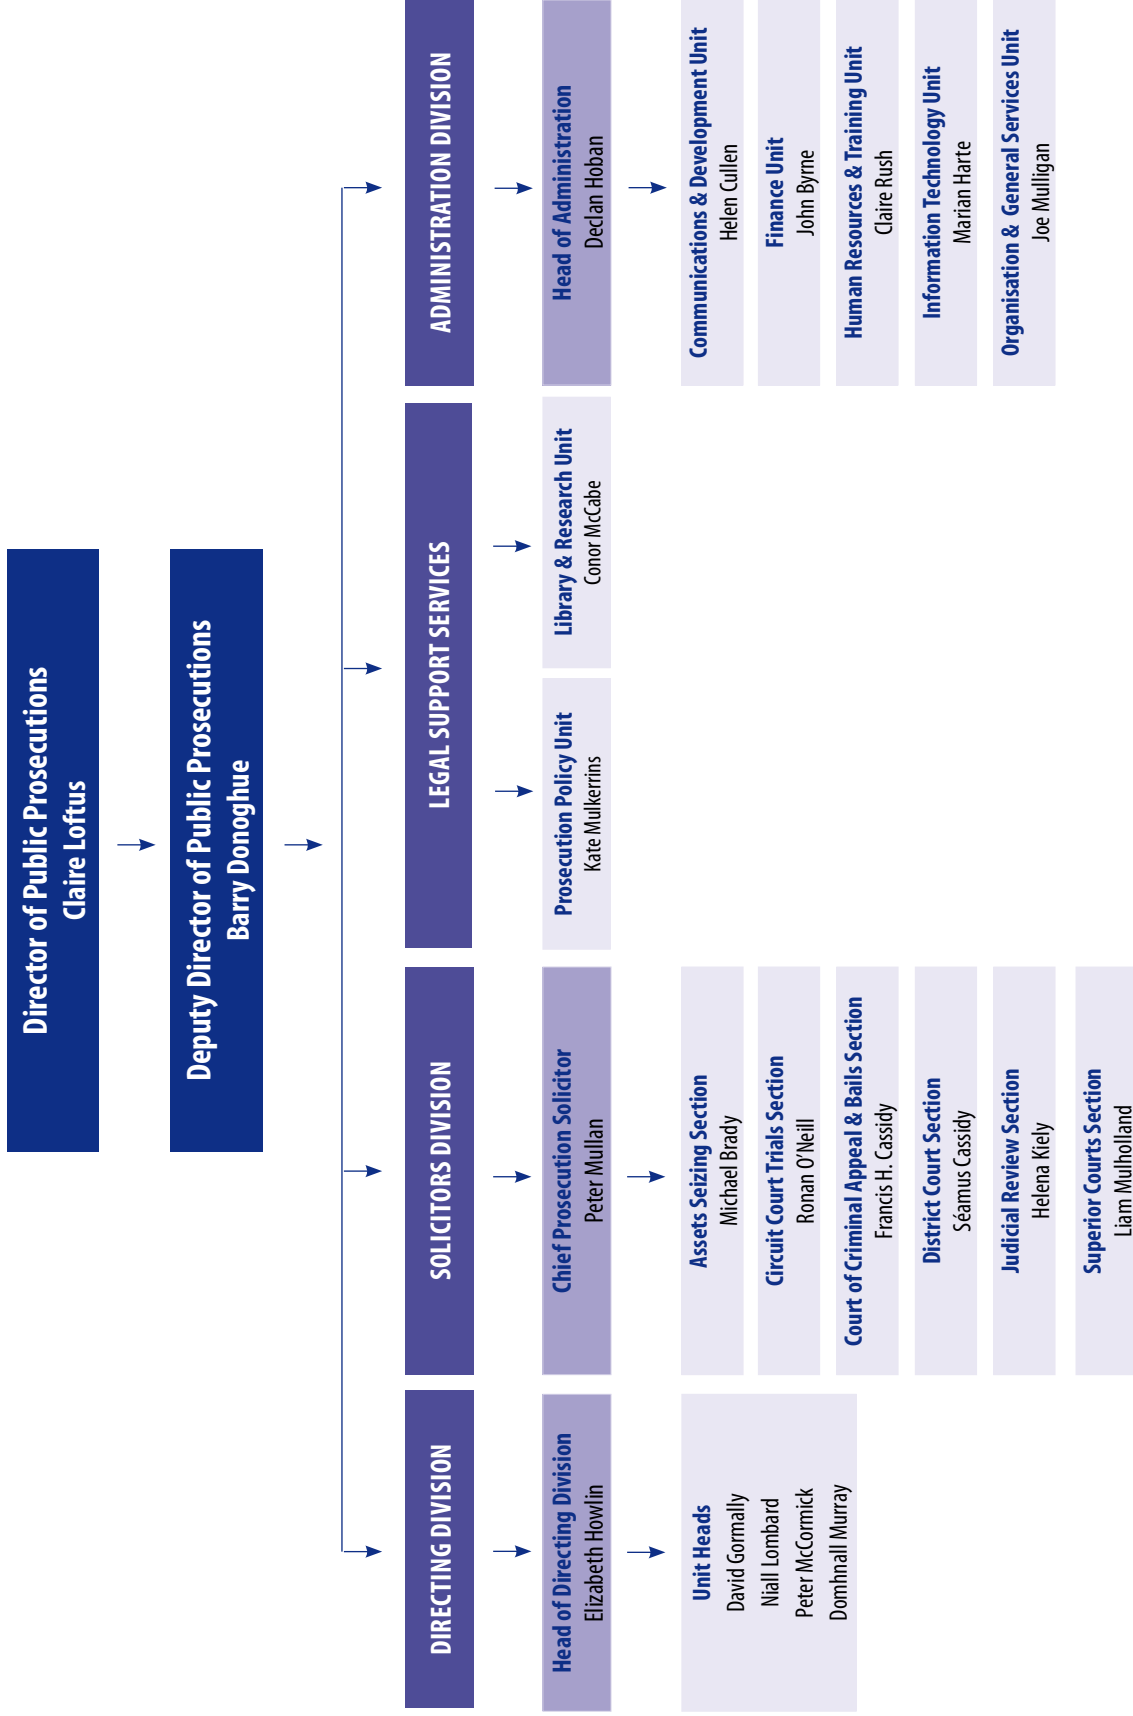 Director of Public Prosecutions
Claire Loftus
Deputy Director of Public Prosecutions
Barry Donoghue
DIRECTING DIVISION
Head of Directing Division
Elizabeth Howlin
Unit Heads
David Gormally
Niall Lombard
Peter McCormick
Domhnall Murray
SOLICITORS DIVISION
Chief Prosecution Solicitor
Peter Mullan
Assets Seizing Section
Michael Brady
Circuit Court Trials Section
Ronan O'Neill
Court of Criminal Appeal & Bails Section
Francis H. Cassidy
District Court Section
Séamus Cassidy
Judicial Review Section
Helena Kiely
Superior Courts Section
Liam Mulholland
LEGAL SUPPORT SERVICES
Prosecution Policy Unit
Kate Mulkerrins
Library & Research Unit
Conor McCabe
ADMINISTRATION DIVISION
Head of Administration
Declan Hoban
Communications & Development Unit
Helen Cullen
Finance Unit
John Byrne
Human Resources & Training Unit
Claire Rush
Information Technology Unit
Marian Harte
Organisation & General Services Unit
Joe Mulligan